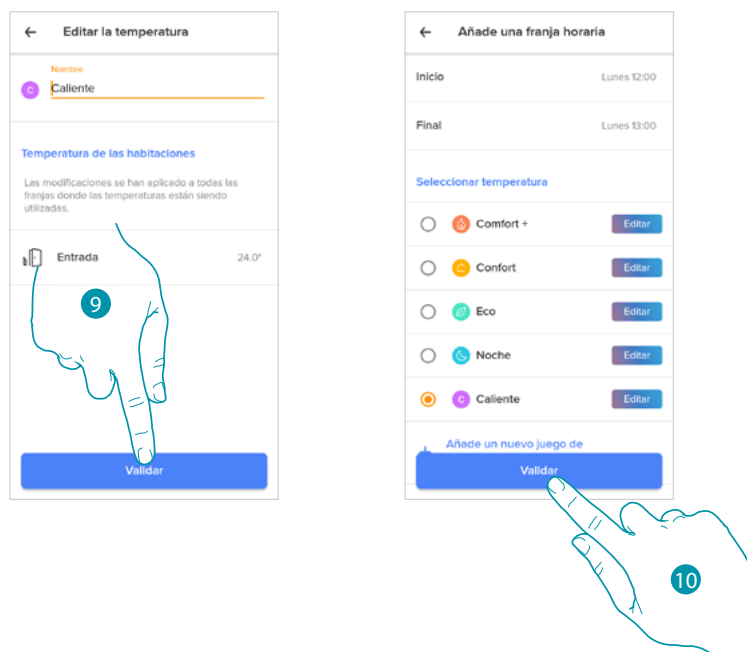 Editar la temperatura
Nombre
C
Caliente
Temperatura de las habitaciones
Las modificaciones se han aplicado a todas las
franjas donde las temperaturas están siendo
utilizadas.
Entrada 24.0°
9
Validar
Añade una franja horaria
Inicio Lunes 12:00
Final Lunes 13:00
Seleccionar temperatura
Comfort + Editar
Confort Editar
Eco Editar
Noche Editar
C Caliente Editar
+ Añade un nuevo juego de
Validar
10